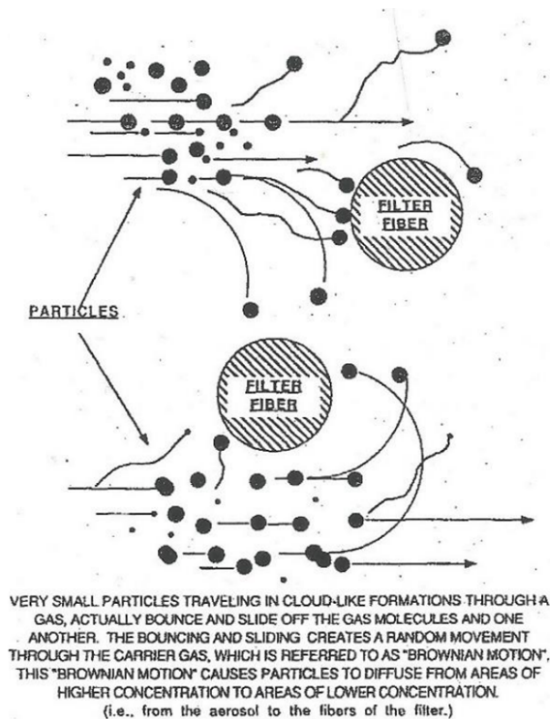 FILTER
FIBER
PARTICLES
FILTER
FIBER
VERY SMALL PARTICLES TRAVELING IN CLOUD-LIKE FORMATIONS THROUGH A
GAS, ACTUALLY BOUNCE AND SLIDE OFF THE GAS MOLECULES AND ONE
ANOTHER. THE BOUNCING AND SLIDING CREATES A RANDOM MOVEMENT
THROUGH THE CARRIER GAS, WHICH IS REFERRED TO AS "BROWNIAN MOTION".
THIS "BROWNIAN MOTION" CAUSES PARTICLES TO DIFFUSE FROM AREAS OF
HIGHER CONCENTRATION TO AREAS OF LOWER CONCENTRATION.
(i.e., from the aerosol to the fibers of the filter.)